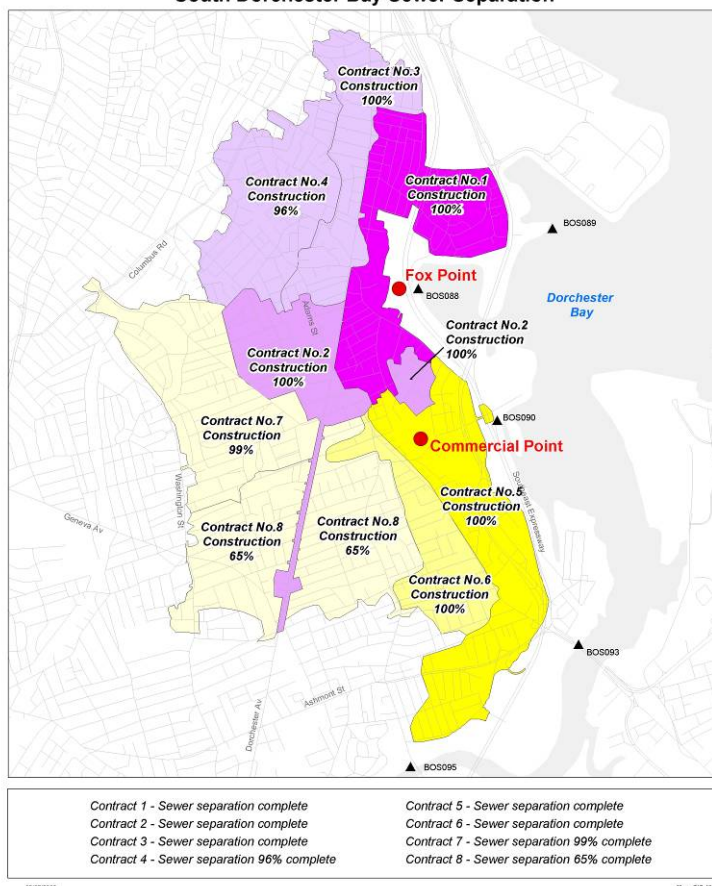 South Dorchester Bay Sewer Separation
Contract No.3
Construction
100%
Contract No.4
Construction
96%
Contract No.1
Construction
100%
BOS089
Columbus Rd
Fox Point
BOS088
Dorchester
Bay
Adams St
Contract No.2
Construction
100%
Contract No.2
Construction
100%
BOS090
Contract No.7
Construction
99%
Commercial Point
Washington St
Southeast Expressway
Contract No.5
Construction
100%
Geneva Av
Contract No.8
Construction
65%
Contract No.8
Construction
65%
Contract No.6
Construction
100%
BOS093
Ashmont St
Dorchester Av
BOS095
Contract 1 - Sewer separation complete
Contract 2 - Sewer separation complete
Contract 3 - Sewer separation complete
Contract 4 - Sewer separation 96% complete
Contract 5 - Sewer separation complete
Contract 6 - Sewer separation complete
Contract 7 - Sewer separation 99% complete
Contract 8 - Sewer separation 65% complete